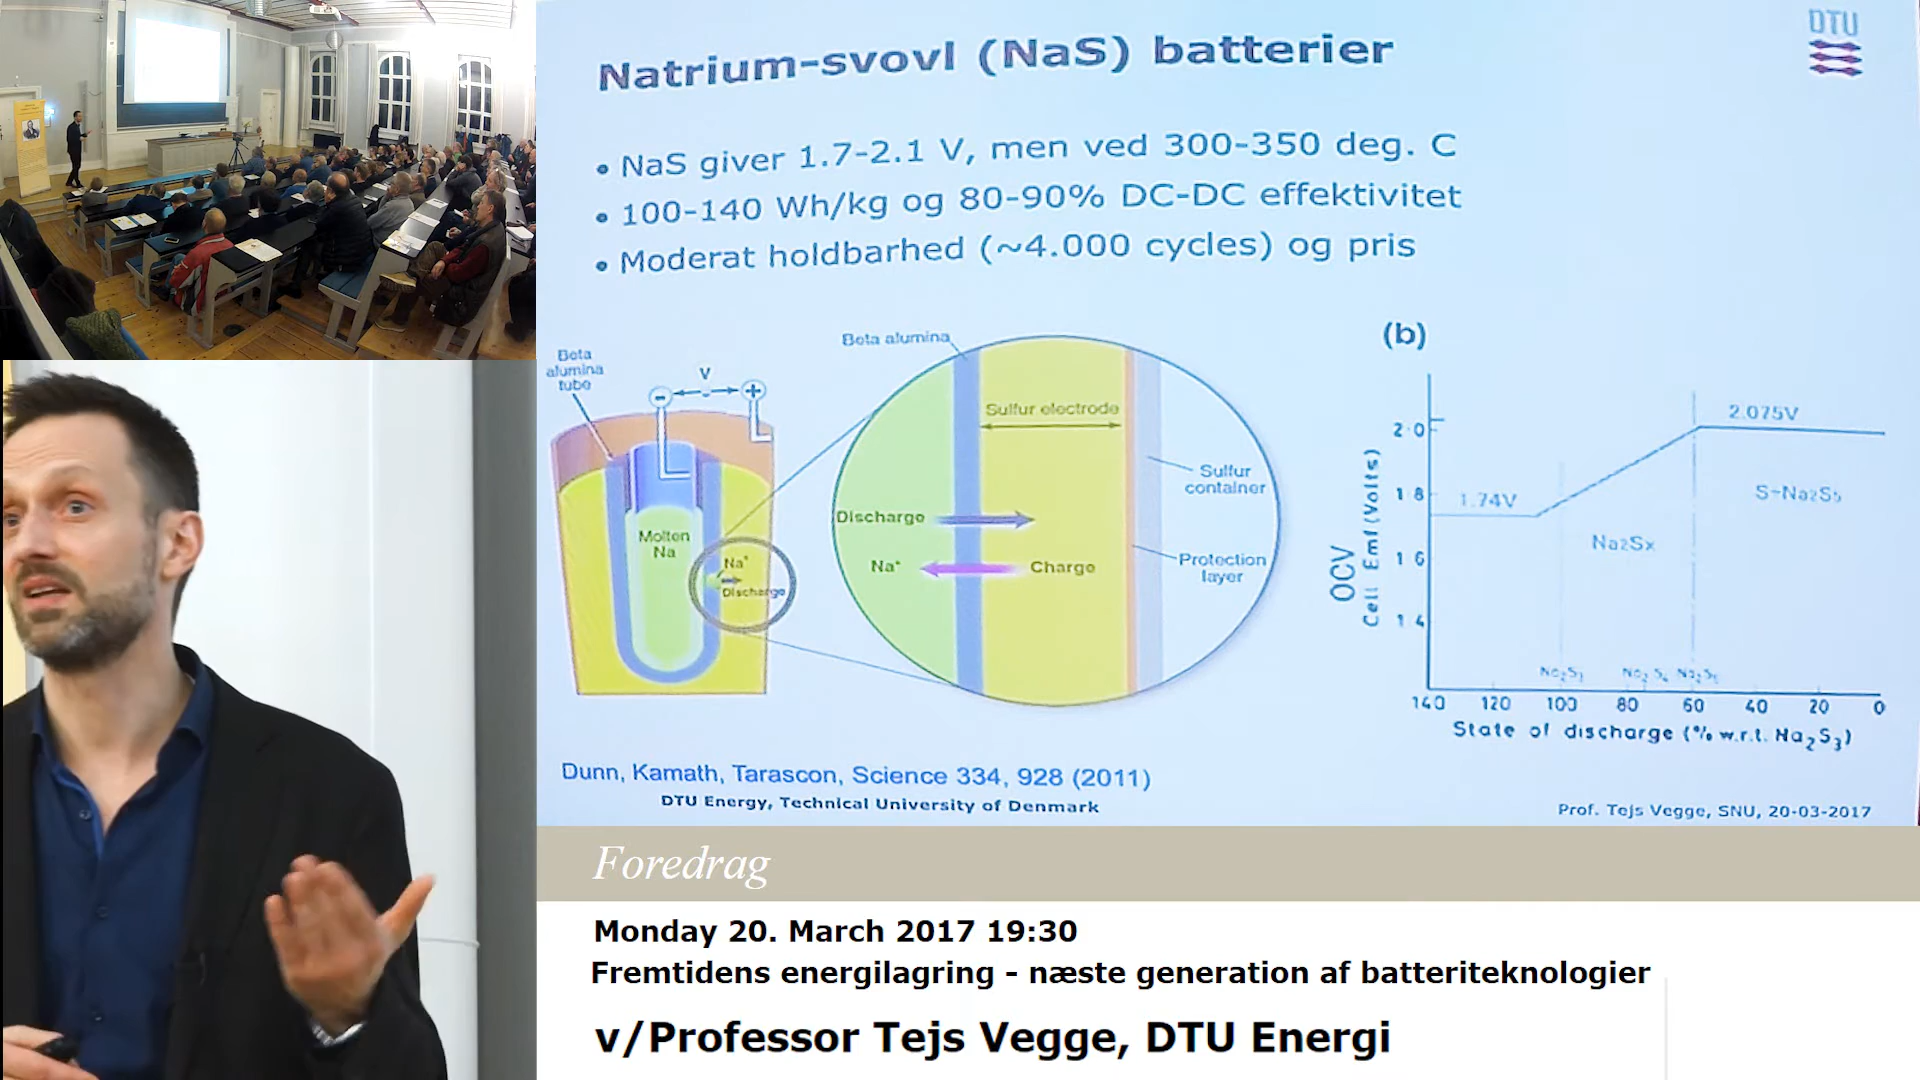 DTU
Natrium-svovl (NaS) batterier
• NaS giver 1.7-2.1 V, men ved 300-350 deg. C
• 100-140 Wh/kg og 80-90% DC-DC effektivitet
• Moderat holdbarhed (~4.000 cycles) og pris
Beta
alumina
tube
V
-
+
Molten
Na
Na⁺
Discharge
Beta alumina
Sulfur electrode
Sulfur
container
Discharge
Na⁺
Charge
Protection
layer
(b)
2.075V
2.0
1.8
1.74V
S-Na₂S₅
Na₂Sx
1.6
1.4
OCV
Cell Emf (Volts)
Na₂S₃
Na₂S₄
Na₂S₅
140 120 100 80 60 40 20 0
State of discharge (% w.r.t. Na₂S₃)
Dunn, Kamath, Tarascon, Science 334, 928 (2011)
DTU Energy, Technical University of Denmark
Prof. Tejs Vegge, SNU, 20-03-2017
Foredrag
Monday 20. March 2017 19:30
Fremtidens energilagring - næste generation af batteriteknologier
v/Professor Tejs Vegge, DTU Energi